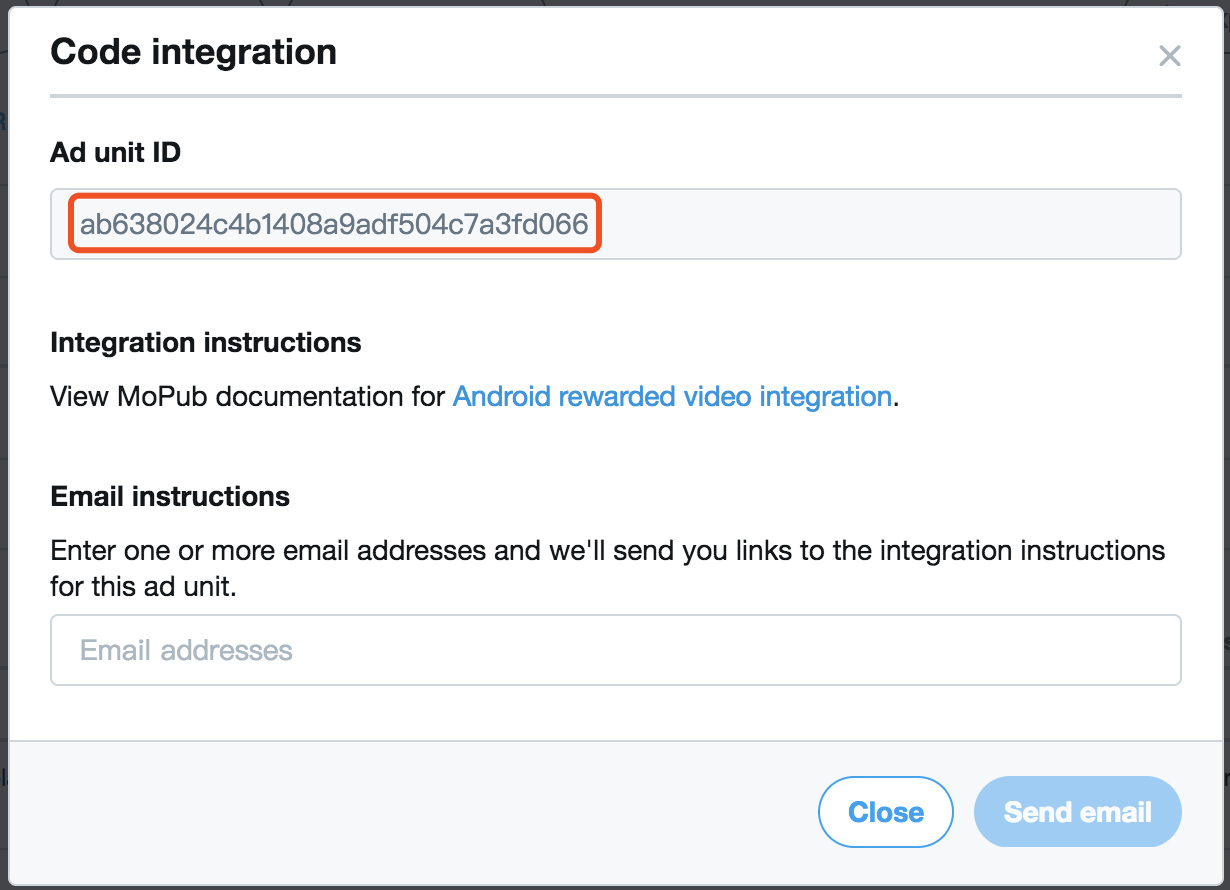 Code integration
Ad unit ID
ab638024c4b1408a9adf504c7a3fd066
Integration instructions
View MoPub documentation for Android rewarded video integration.
Email instructions
Enter one or more email addresses and we'll send you links to the integration instructions
for this ad unit.
Email addresses
Close
Send email